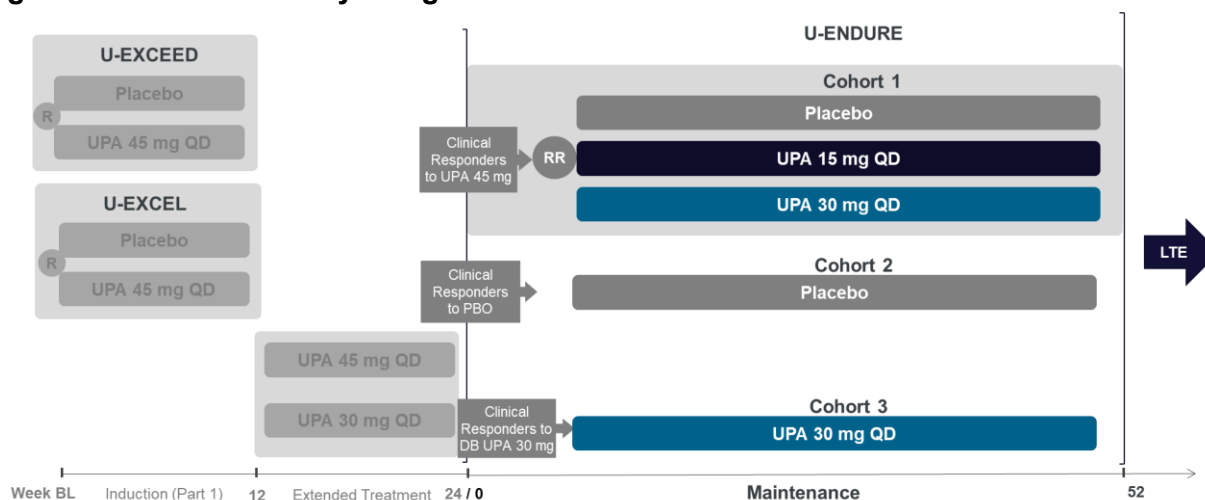 U-EXCEED
Placebo
R
UPA 45 mg QD
U-EXCEL
Placebo
R
UPA 45 mg QD
UPA 45 mg QD
UPA 30 mg QD
U-ENDURE
Cohort 1
Clinical
Responders
to UPA 45 mg
RR
Placebo
UPA 15 mg QD
UPA 30 mg QD
Cohort 2
Clinical
Responders
to PBO
Placebo
Cohort 3
Clinical
Responders to
DB UPA 30 mg
UPA 30 mg QD
LTE
Week BL Induction (Part 1) 12 Extended Treatment 24 / 0 Maintenance 52